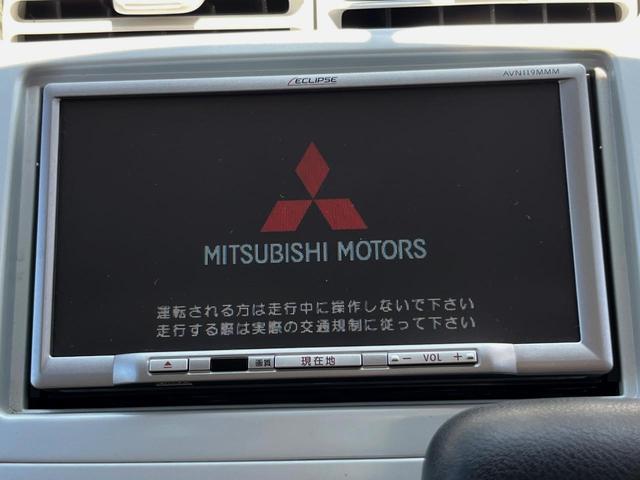 ECLIPSE
AVN119MMM
MITSUBISHI MOTORS
運転される方は走行中に操作しないで下さい
走行する際は実際の交通規制に従って下さい
画質
現在地
− VOL +